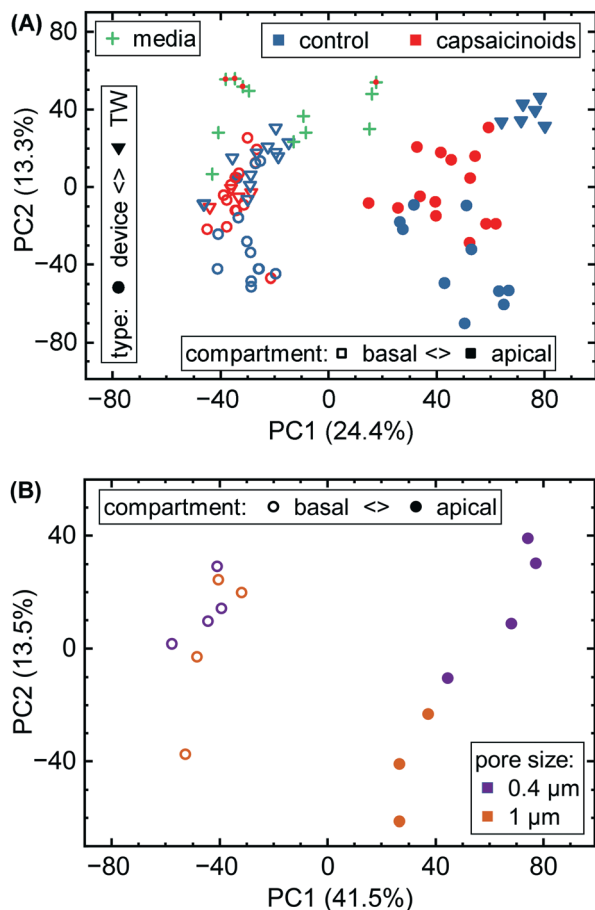 (A)
media
control
capsaicinoids
type: ● device <> ▼ TW
80
40
0
−40
−80
PC2 (13.3%)
compartment: basal <> apical
−80
−40
0
40
80
PC1 (24.4%)
(B)
compartment: basal <> apical
40
0
−40
PC2 (13.5%)
pore size:
0.4 µm
1 µm
−80
−40
0
40
80
PC1 (41.5%)